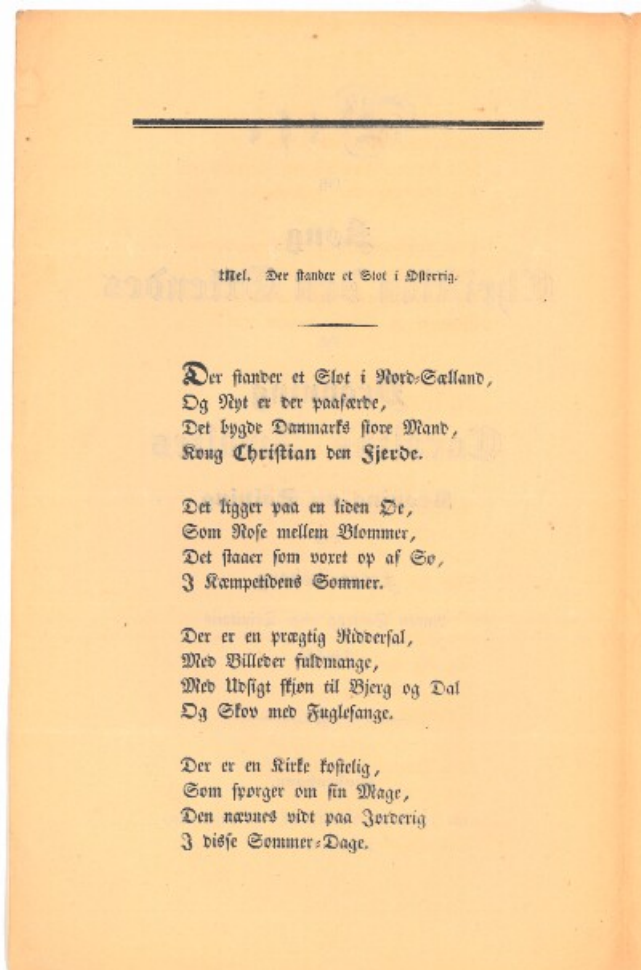 Mel. Der stander et Slot i Østerrig.
Der stander et Slot i Nord-Sælland,
Og Nyt er der paafærde,
Det bygde Danmarks store Mand,
Kong Christian den Fjerde.
Det ligger paa en liden Øe,
Som Rose mellem Blommer,
Det staaer som voxet op af Sø,
I Kæmpetidens Sommer.
Der er en prægtig Riddersal,
Med Billeder fuldmange,
Med Udsigt skjøn til Bjerg og Dal
Og Skov med Fuglesange.
Der er en Kirke kostelig,
Som spørger om sin Mage,
Den nævnes vidt paa Jorderig
I disse Sommer-Dage.